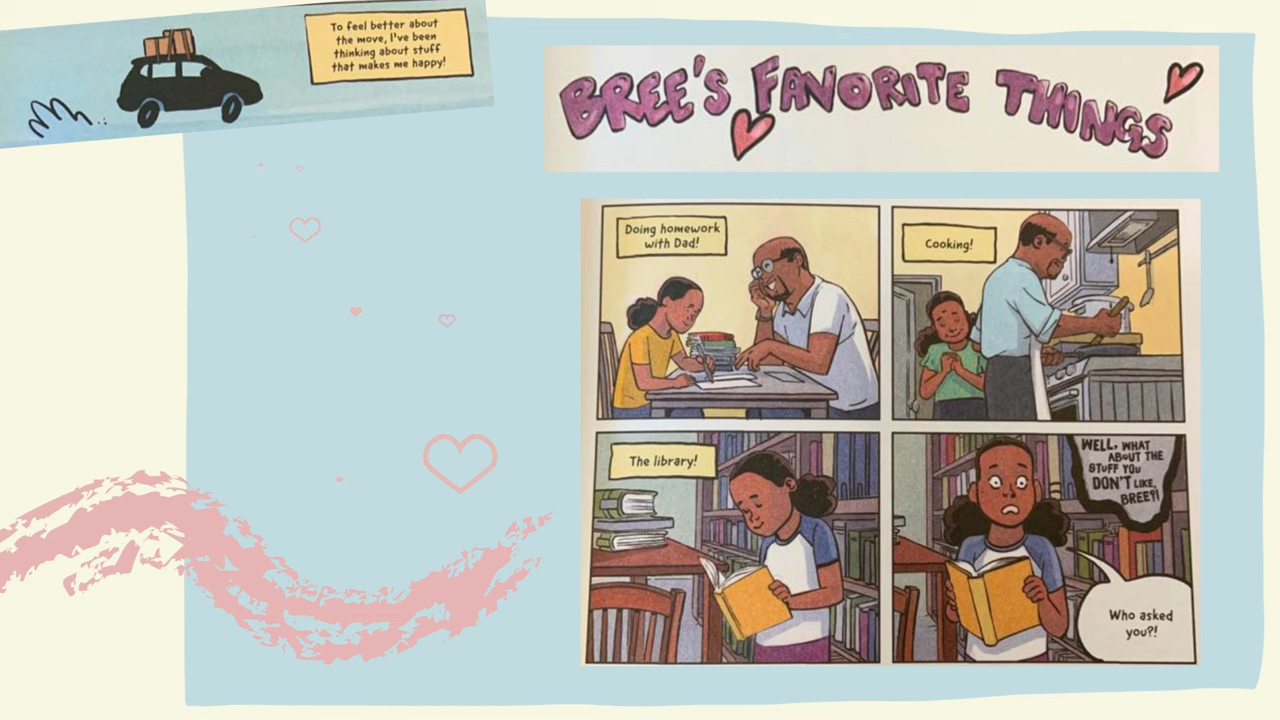 To feel better about
the move, I've been
thinking about stuff
that makes me happy!
BREE'S FAVORITE THINGS
Doing homework
with Dad!
Cooking!
The library!
WELL, WHAT
ABOUT THE
STUFF YOU
DON'T LIKE,
BREE?!
Who asked
you?!